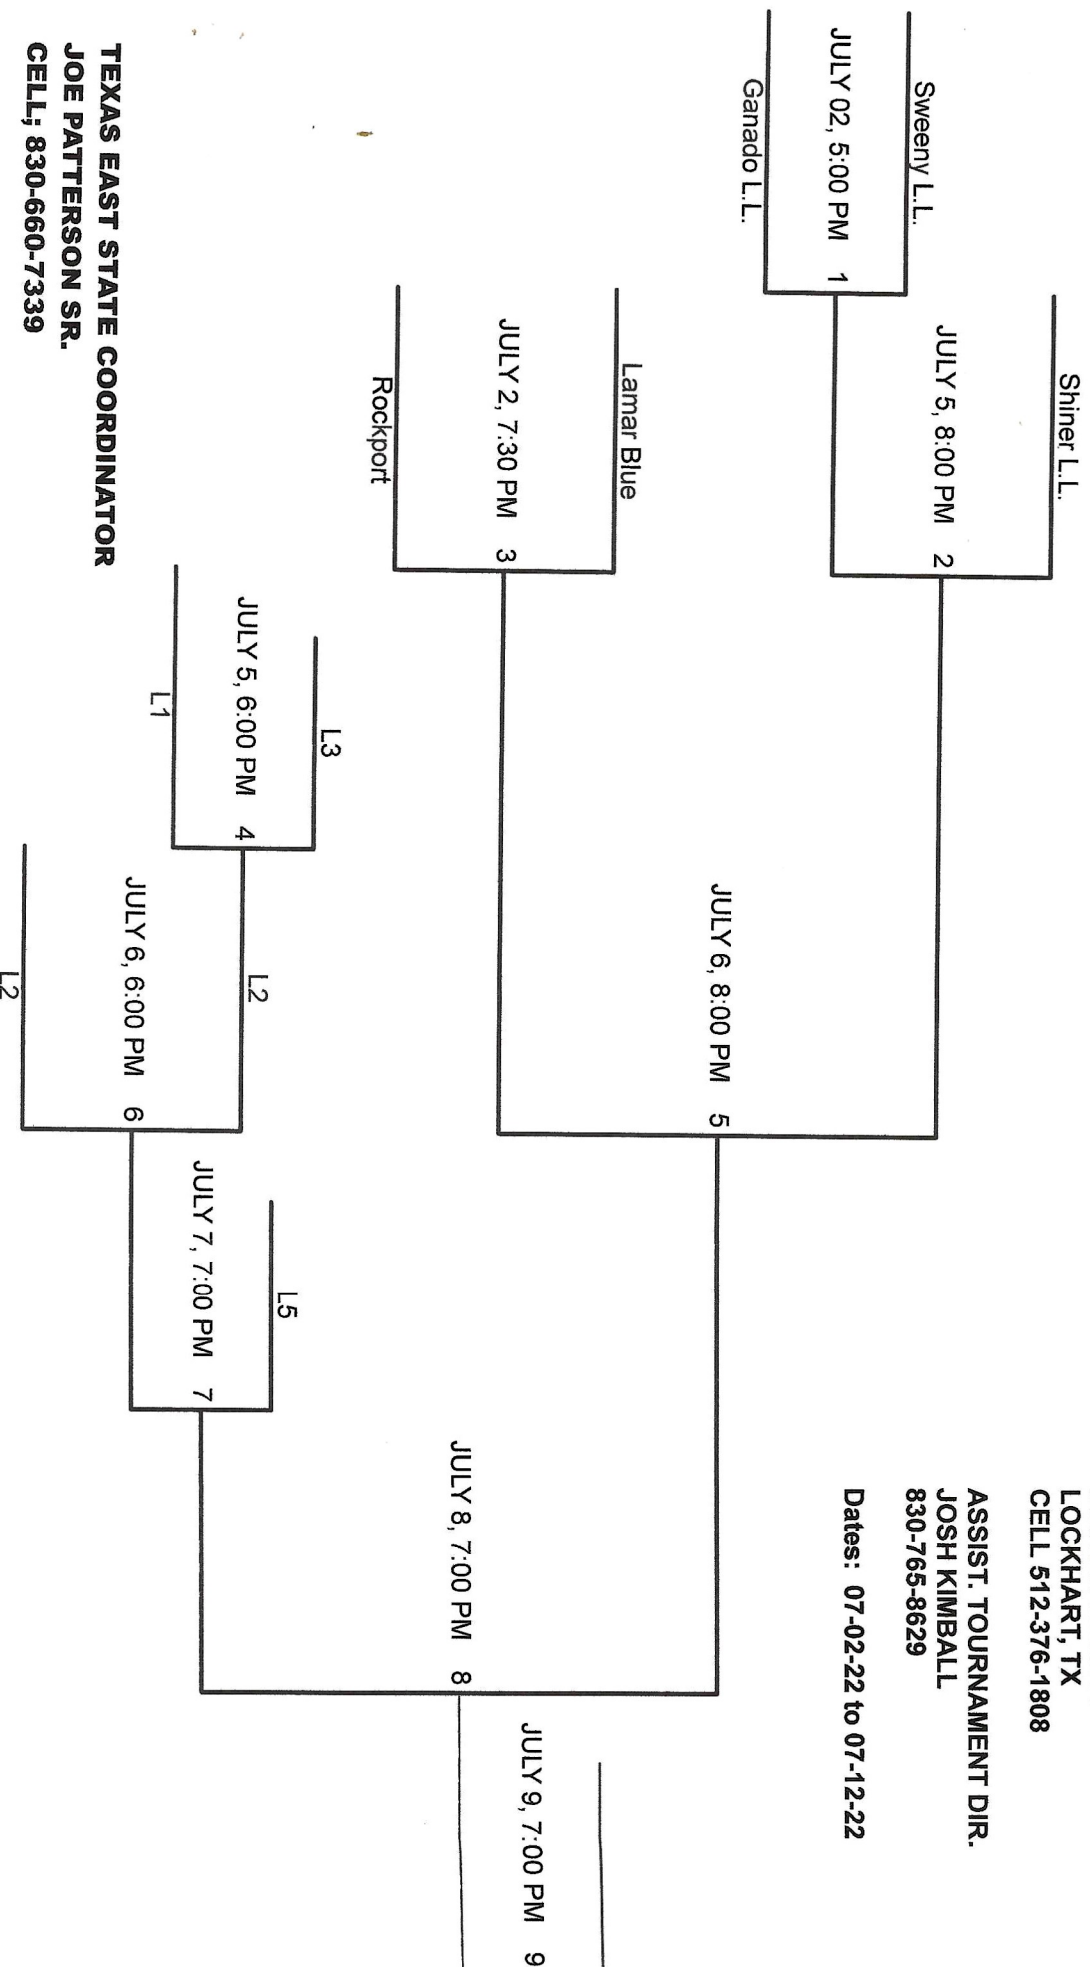 LOCKHART, TX
CELL 512-376-1808
ASSIST. TOURNAMENT DIR.
JOSH KIMBALL
830-765-8629
Dates: 07-02-22 to 07-12-22
Shiner L.L.
JULY 5, 8:00 PM 2
Sweeny L.L.
JULY 02, 5:00 PM 1
Ganado L.L.
JULY 6, 8:00 PM 5
Lamar Blue
JULY 2, 7:30 PM 3
Rockport
JULY 9, 7:00 PM 9
JULY 8, 7:00 PM 8
L3
JULY 5, 6:00 PM 4
L1
L5
JULY 7, 7:00 PM 7
L2
JULY 6, 6:00 PM 6
L2
TEXAS EAST STATE COORDINATOR
JOE PATTERSON SR.
CELL; 830-660-7339